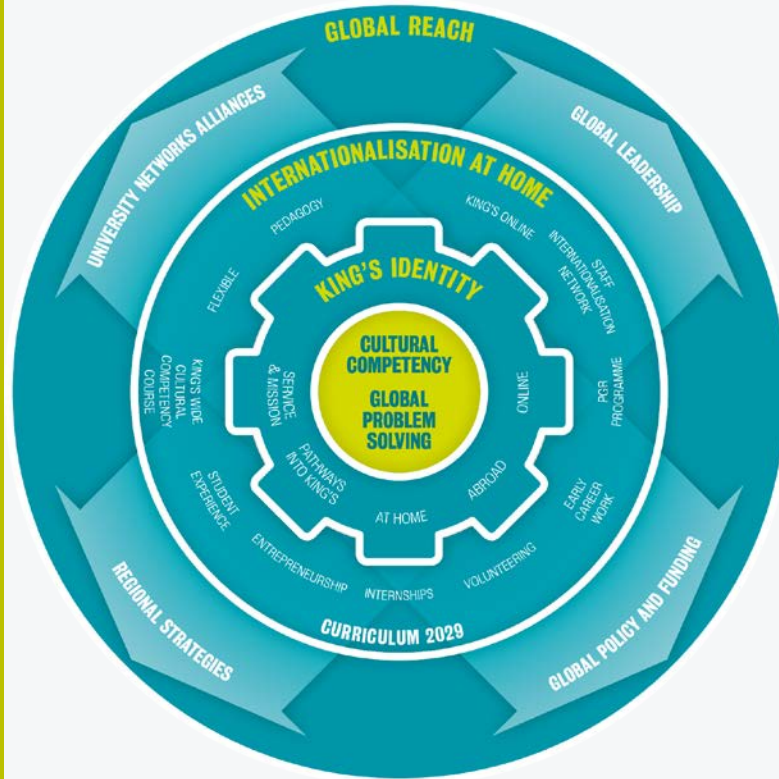 GLOBAL REACH
UNIVERSITY NETWORKS ALLIANCES
GLOBAL LEADERSHIP
INTERNATIONALISATION AT HOME
PEDAGOGY
KING'S ONLINE
FLEXIBLE
STAFF
INTERNATIONALISATION
NETWORK
KING'S WIDE
CULTURAL
COMPETENCY
COURSE
PGR
PROGRAMME
STUDENT
EXPERIENCE
EARLY
CAREER
WORK
ENTREPRENEURSHIP
INTERNSHIPS
VOLUNTEERING
CURRICULUM 2029
KING'S IDENTITY
SERVICE
& MISSION
ONLINE
PATHWAYS
INTO KING'S
AT HOME
ABROAD
CULTURAL
COMPETENCY
GLOBAL
PROBLEM
SOLVING
REGIONAL STRATEGIES
GLOBAL POLICY AND FUNDING